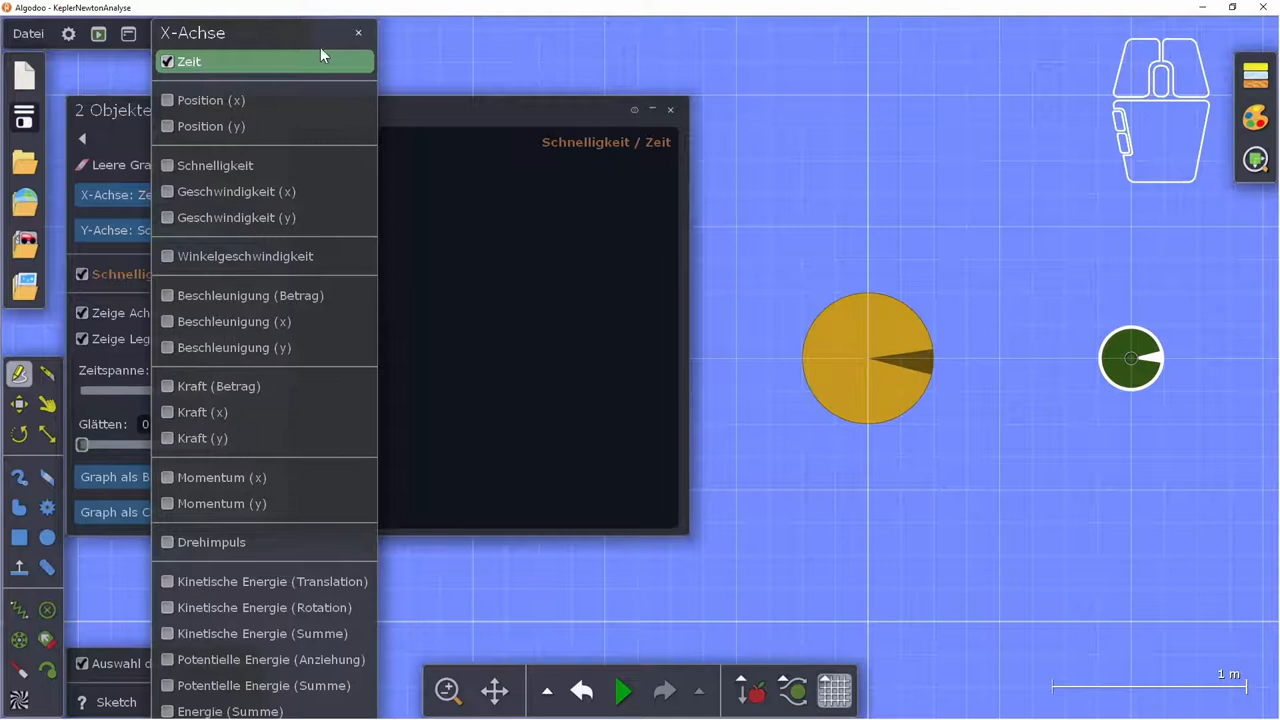 Algodoo - KeplerNewtonAnalyse
Datei
X-Achse
Zeit
Position (x)
Position (y)
Schnelligkeit
Geschwindigkeit (x)
Geschwindigkeit (y)
Winkelgeschwindigkeit
Beschleunigung (Betrag)
Beschleunigung (x)
Beschleunigung (y)
Kraft (Betrag)
Kraft (x)
Kraft (y)
Momentum (x)
Momentum (y)
Drehimpuls
Kinetische Energie (Translation)
Kinetische Energie (Rotation)
Kinetische Energie (Summe)
Potentielle Energie (Anziehung)
Potentielle Energie (Summe)
Energie (Summe)
2 Objekte
Leere Gra
X-Achse: Ze
Y-Achse: Sc
Schnellig
Zeige Ach
Zeige Leg
Zeitspanne:
Glätten: 0
Graph als B
Graph als C
Auswahl d
? Sketch
Schnelligkeit / Zeit
1 m